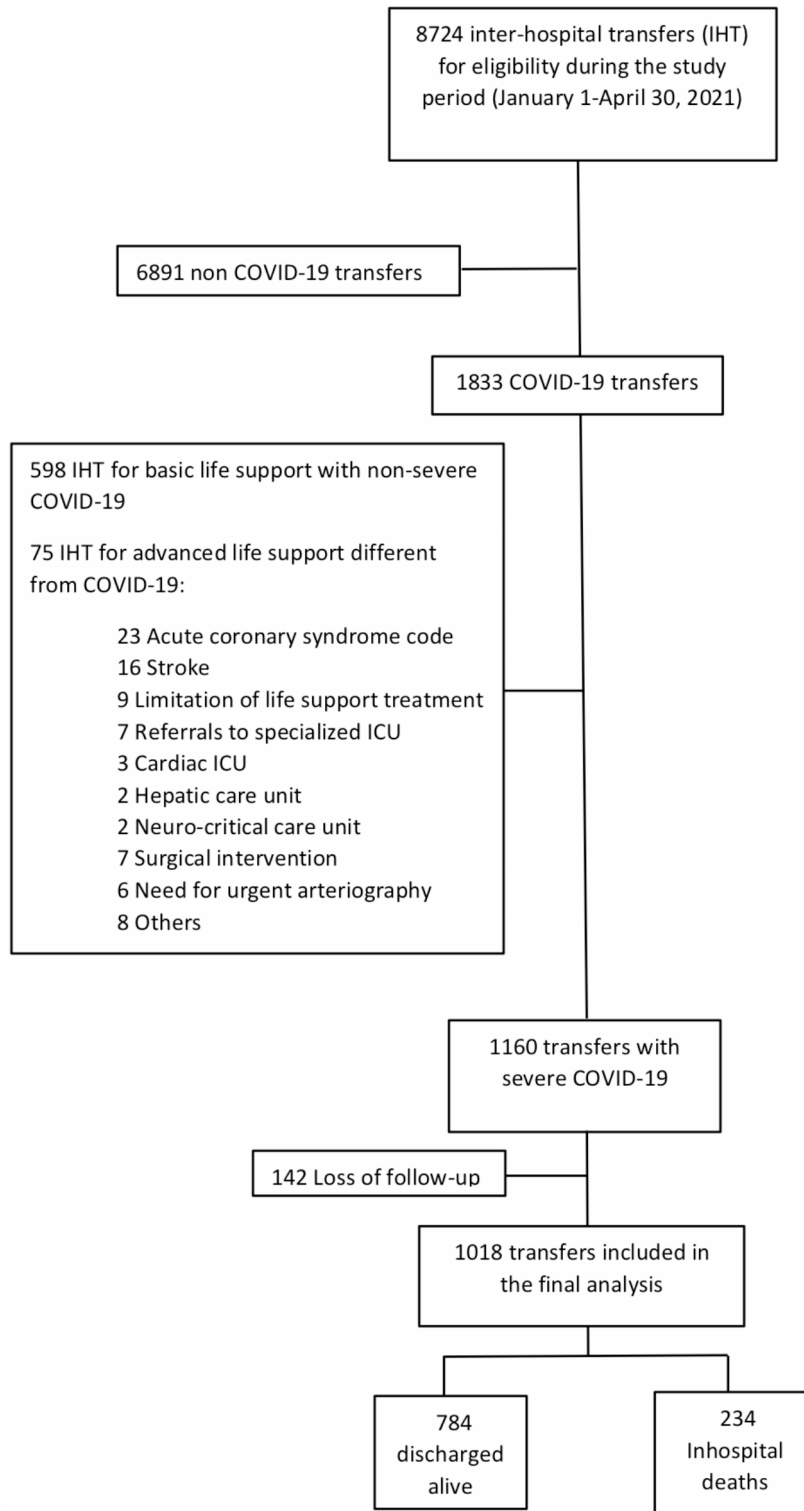 8724 inter-hospital transfers (IHT)
for eligibility during the study
period (January 1-April 30, 2021)
6891 non COVID-19 transfers
1833 COVID-19 transfers
598 IHT for basic life support with non-severe
COVID-19
75 IHT for advanced life support different
from COVID-19:
23 Acute coronary syndrome code
16 Stroke
9 Limitation of life support treatment
7 Referrals to specialized ICU
3 Cardiac ICU
2 Hepatic care unit
2 Neuro-critical care unit
7 Surgical intervention
6 Need for urgent arteriography
8 Others
1160 transfers with
severe COVID-19
142 Loss of follow-up
1018 transfers included in
the final analysis
784
discharged
alive
234
Inhospital
deaths